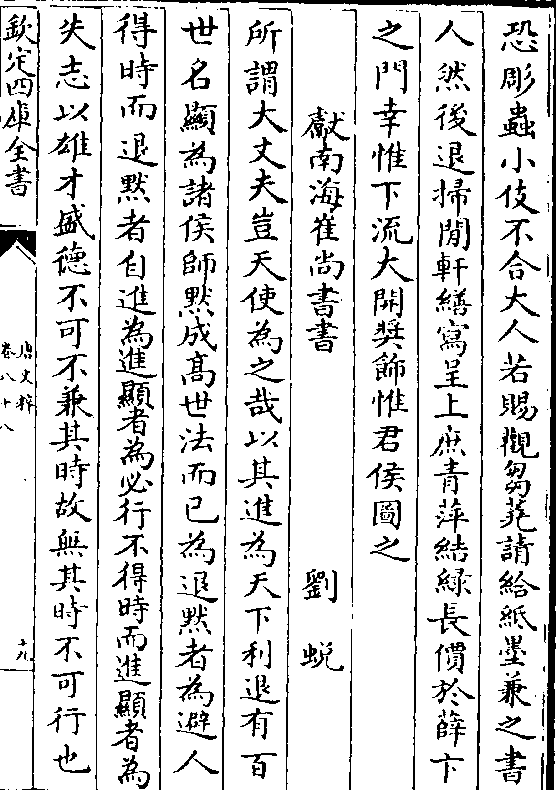 恐彫蟲小伎不合大人若賜觀芻蕘請給紙墨兼之書
人然後退掃閒軒繕寫呈上庶青萍結綠長價於薛卞
之門幸惟下流大開奬飾惟君侯圖之
獻南海崔尚書書 劉蛻
所謂大丈夫豈天使為之哉以其進為天下利退有百
世名顯為諸侯師黙成髙世法而已為退黙者為避人
得時而退黙者自進為進顯者為必行不得時而進顯者為
失志以雄才盛德不可不兼其時故無其時不可行也
欽定四庫全書
唐文粹
卷八十八
十九